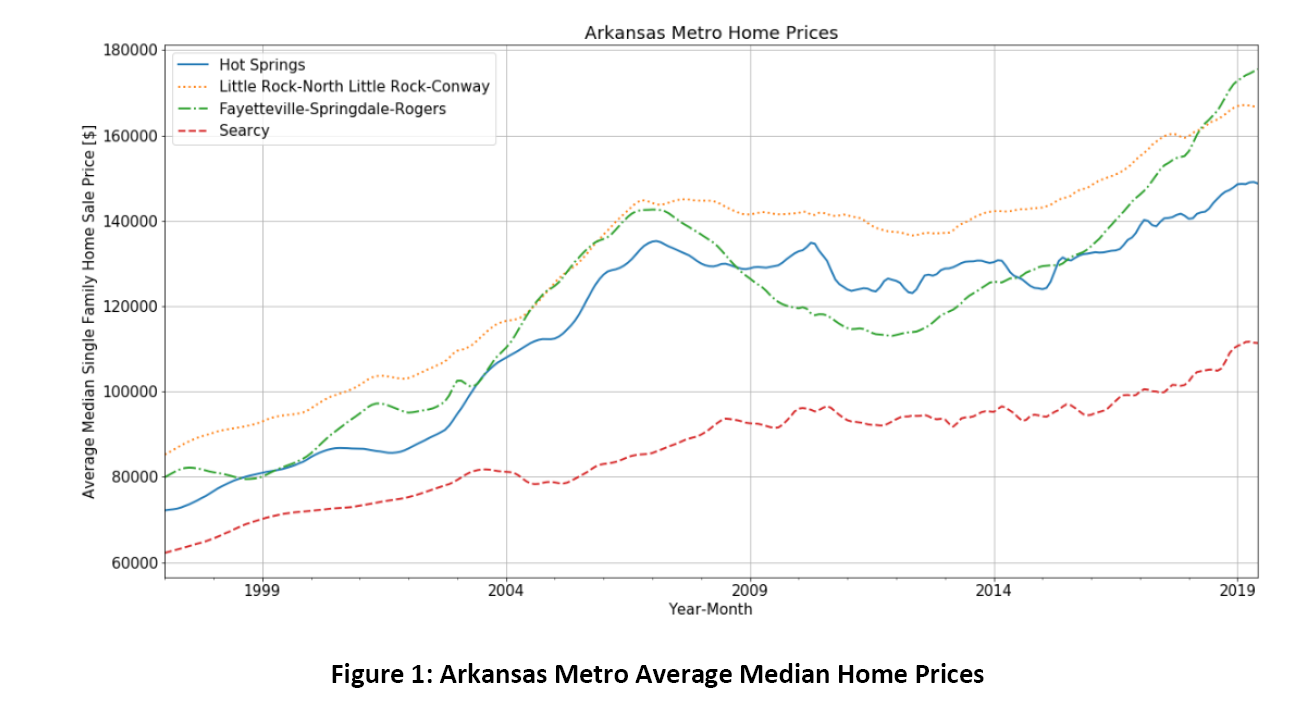 Arkansas Metro Home Prices
180000
160000
140000
120000
100000
80000
60000
Average Median Single Family Home Sale Price [$]
Hot Springs
Little Rock-North Little Rock-Conway
Fayetteville-Springdale-Rogers
Searcy
1999 2004 2009 2014 2019
Year-Month
Figure 1: Arkansas Metro Average Median Home Prices